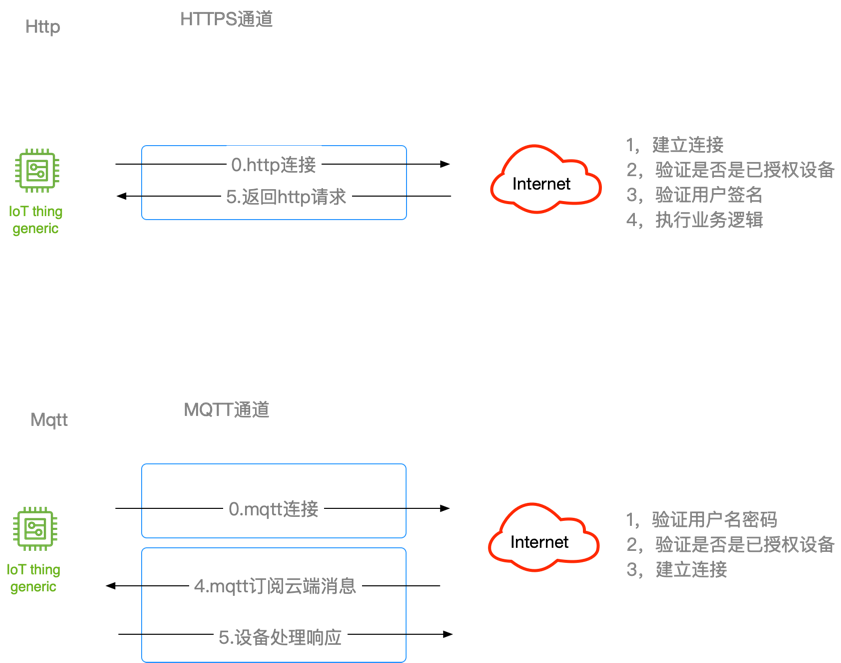 Http
HTTPS通道
0.http连接
5.返回http请求
IoT thing
generic
Internet
1，建立连接
2，验证是否是已授权设备
3，验证用户签名
4，执行业务逻辑
Mqtt
MQTT通道
0.mqtt连接
4.mqtt订阅云端消息
5.设备处理响应
IoT thing
generic
Internet
1，验证用户名密码
2，验证是否是已授权设备
3，建立连接